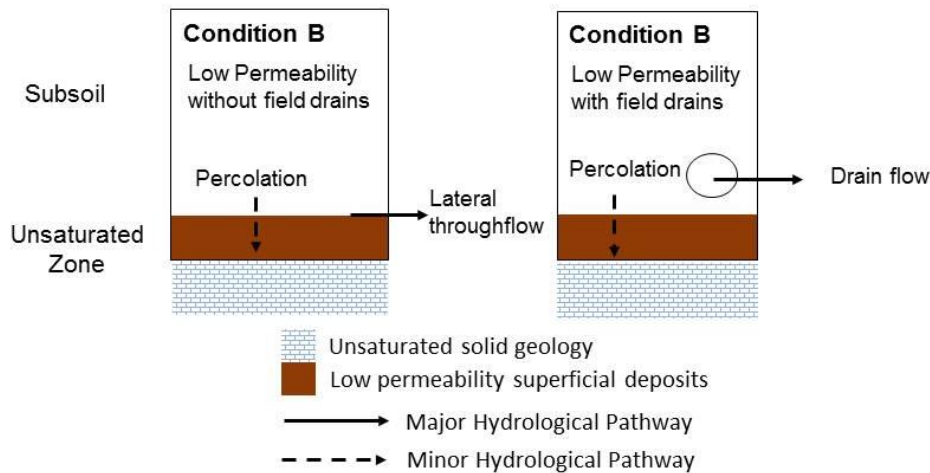 Condition B
Low Permeability
without field drains
Condition B
Low Permeability
with field drains
Subsoil
Percolation
Percolation
Drain flow
Lateral
throughflow
Unsaturated
Zone
Unsaturated solid geology
Low permeability superficial deposits
Major Hydrological Pathway
Minor Hydrological Pathway